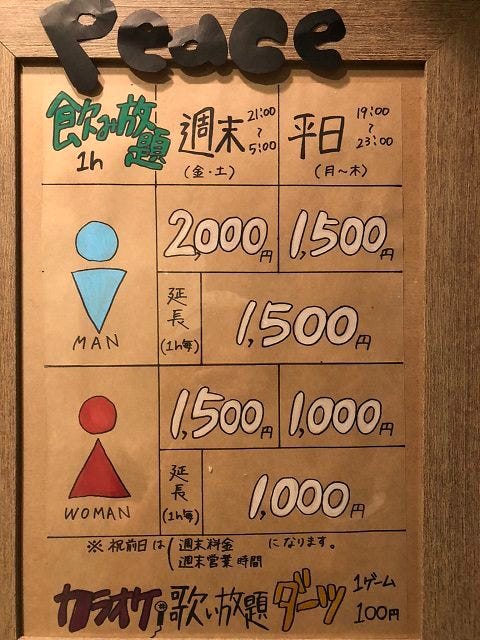 Peace
飲み放題
1h
週末
21:00
~
5:00
(金・土)
平日
19:00
~
23:00
(月~木)
MAN
2,000円
1,500円
延長
(1h毎)
1,500円
WOMAN
1,500円
1,000円
延長
(1h毎)
1,000円
※ 祝前日は(週末料金
週末営業時間
になります。
カラオケ
歌い放題
ダーツ
1ゲーム
100円